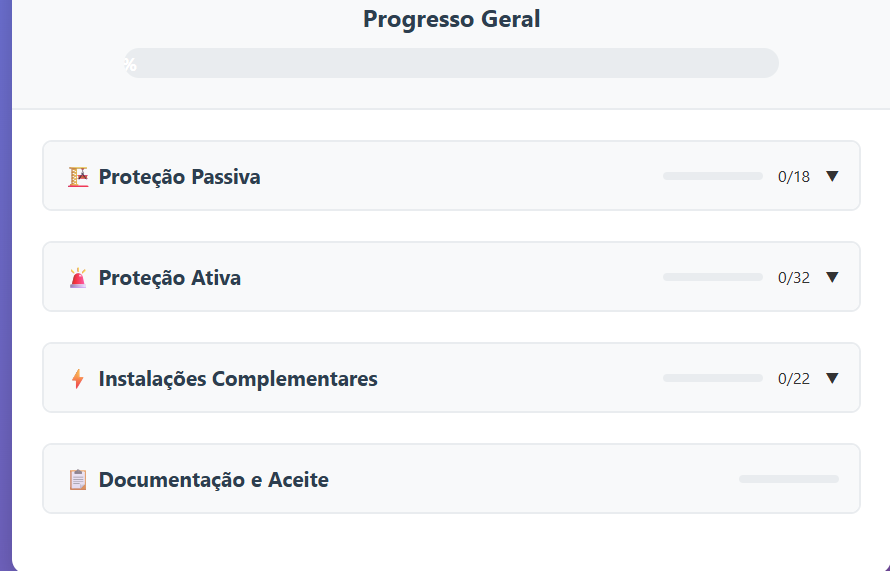 Progresso Geral
%
Proteção Passiva 0/18 ▼
Proteção Ativa 0/32 ▼
Instalações Complementares 0/22 ▼
Documentação e Aceite